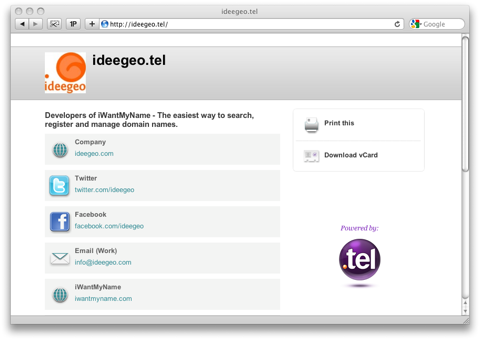 ideegeo.tel
1P
http://ideegeo.tel/
Google
ideegeo
ideegeo.tel
Developers of iWantMyName - The easiest way to search,
register and manage domain names.
Company
ideegeo.com
Twitter
twitter.com/ideegeo
Facebook
facebook.com/ideegeo
Email (Work)
info@ideegeo.com
iWantMyName
iwantmyname.com
Print this
Download vCard
Powered by:
.tel